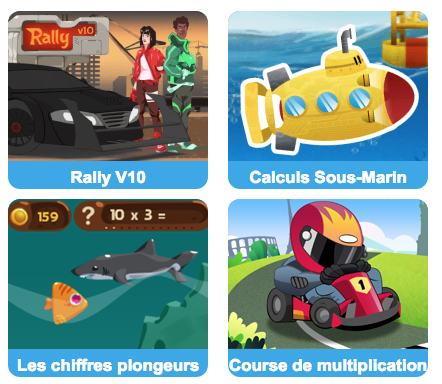 Rally V10
Rally V10
Calculs Sous-Marin
159
? 10 x 3 =
Les chiffres plongeurs
1
Course de multiplication